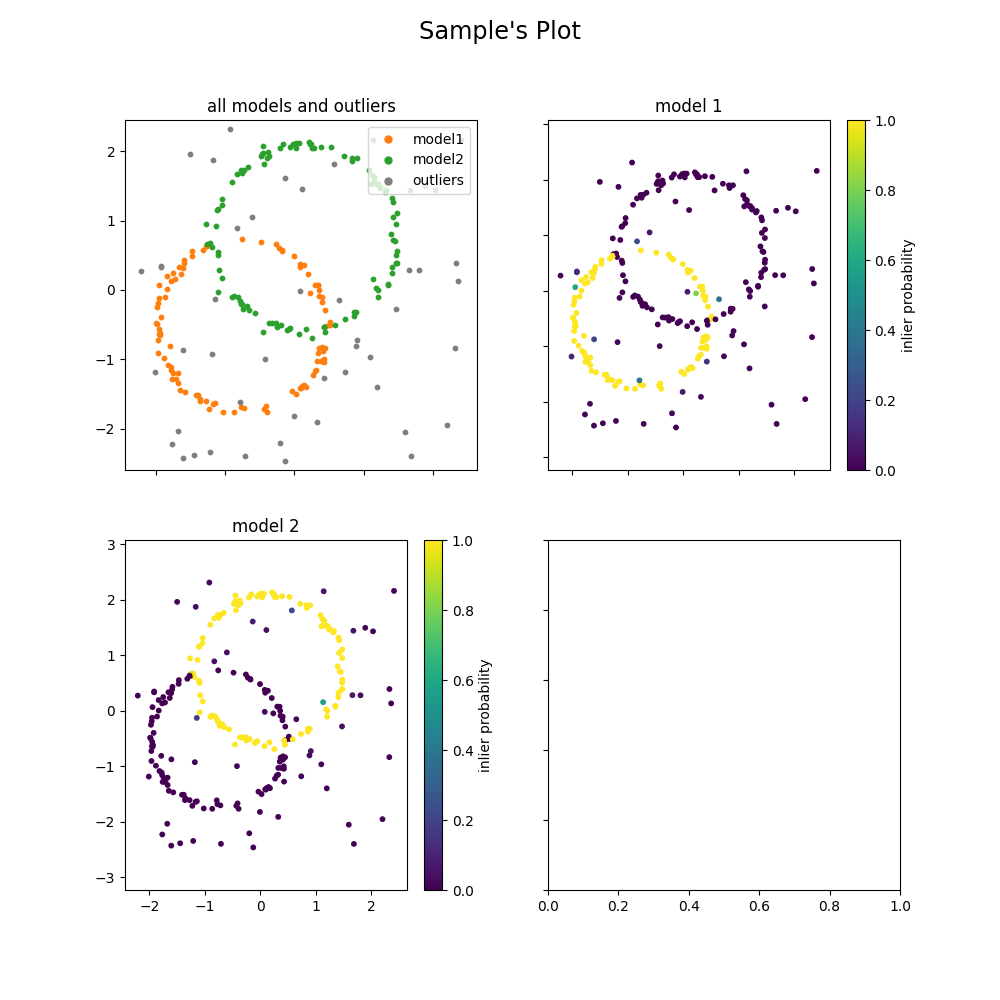 Sample's Plot
all models and outliers
model1
model2
outliers
2
1
0
−1
−2
model 1
1.0
0.8
0.6
0.4
0.2
0.0
inlier probability
model 2
3
2
1
0
−1
−2
−3
−2 −1 0 1 2
1.0
0.8
0.6
0.4
0.2
0.0
inlier probability
0.0 0.2 0.4 0.6 0.8 1.0